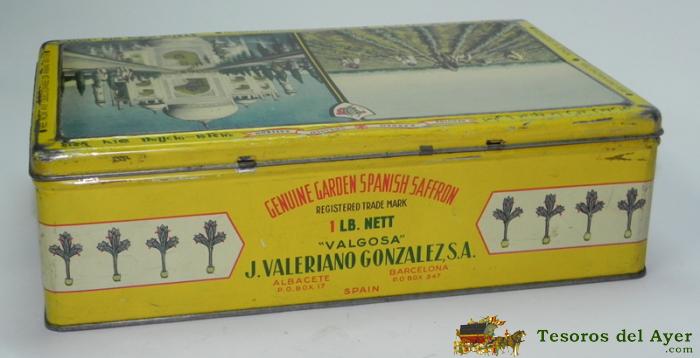 GENUINE GARDEN SPANISH SAFFRON
REGISTERED TRADE MARK
1 LB. NETT
"VALGOSA"
J. VALERIANO GONZALEZ, S.A.
ALBACETE
P.O. BOX 17
BARCELONA
P.O. BOX 347
SPAIN
Tesoros del Ayer
.com